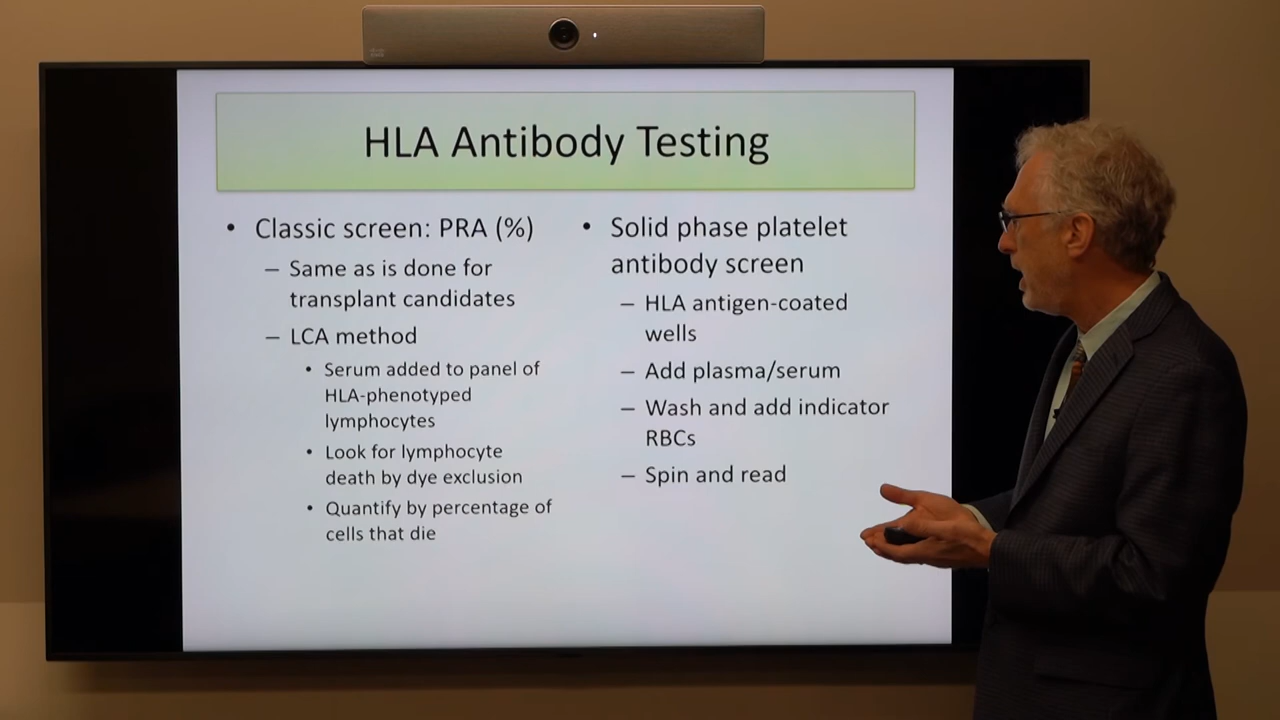 HLA Antibody Testing
• Classic screen: PRA (%)
– Same as is done for
transplant candidates
– LCA method
• Serum added to panel of
HLA-phenotyped
lymphocytes
• Look for lymphocyte
death by dye exclusion
• Quantify by percentage of
cells that die
• Solid phase platelet
antibody screen
– HLA antigen-coated
wells
– Add plasma/serum
– Wash and add indicator
RBCs
– Spin and read